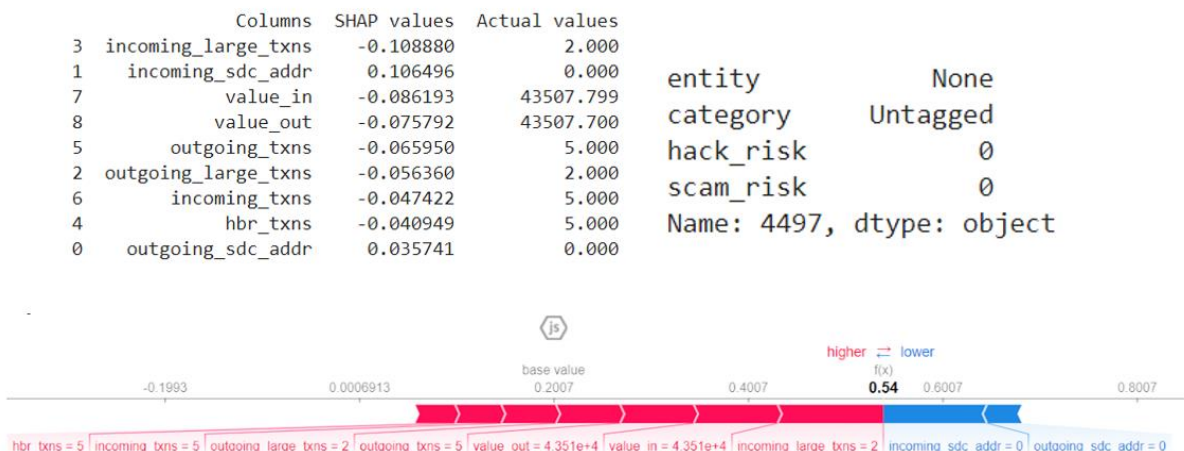 Columns SHAP values Actual values
3 incoming_large_txns -0.108880 2.000
1 incoming_sdc_addr 0.106496 0.000
7 value_in -0.086193 43507.799
8 value_out -0.075792 43507.700
5 outgoing_txns -0.065950 5.000
2 outgoing_large_txns -0.056360 2.000
6 incoming_txns -0.047422 5.000
4 hbr_txns -0.040949 5.000
0 outgoing_sdc_addr 0.035741 0.000
entity None
category Untagged
hack_risk 0
scam_risk 0
Name: 4497, dtype: object
js
higher ⇄ lower
base value f(x)
-0.1993 0.0006913 0.2007 0.4007 0.54 0.6007 0.8007
hbr_txns = 5 incoming_txns = 5 outgoing_large_txns = 2 outgoing_txns = 5 value_out = 4.351e+4 value_in = 4.351e+4 incoming_large_txns = 2 incoming_sdc_addr = 0 outgoing_sdc_addr = 0